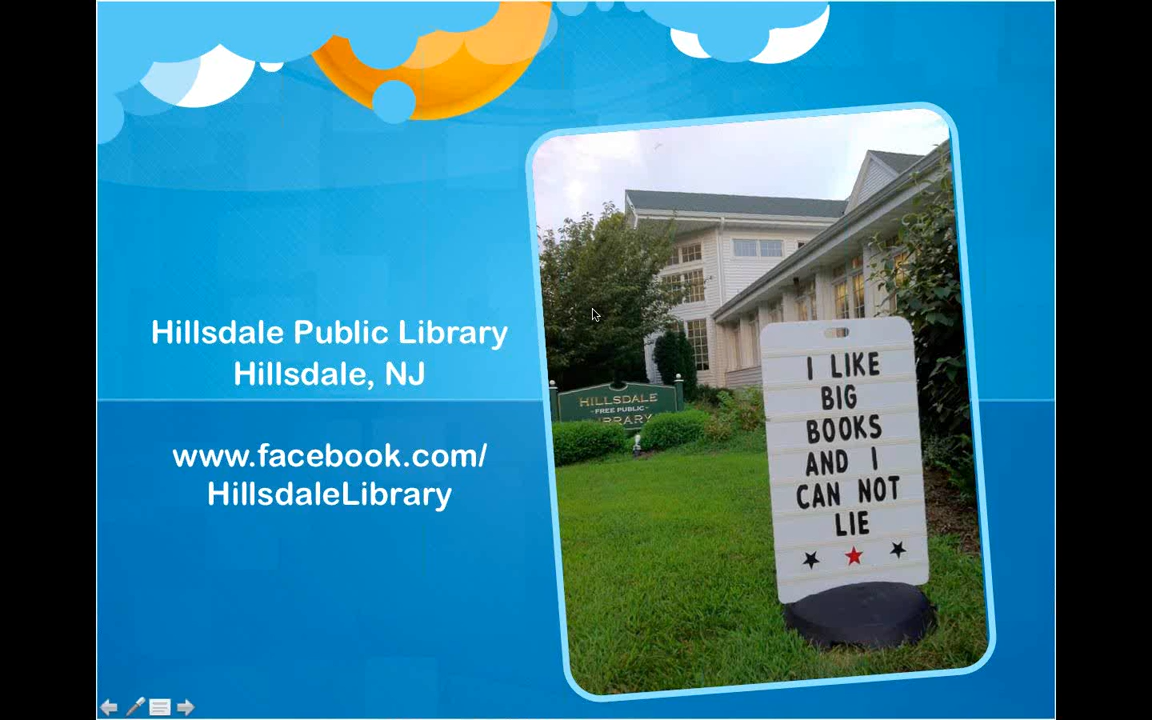 Hillsdale Public Library
Hillsdale, NJ
www.facebook.com/
HillsdaleLibrary
HILLSDALE
-FREE PUBLIC-
LIBRARY
I LIKE
BIG
BOOKS
AND I
CAN NOT
LIE